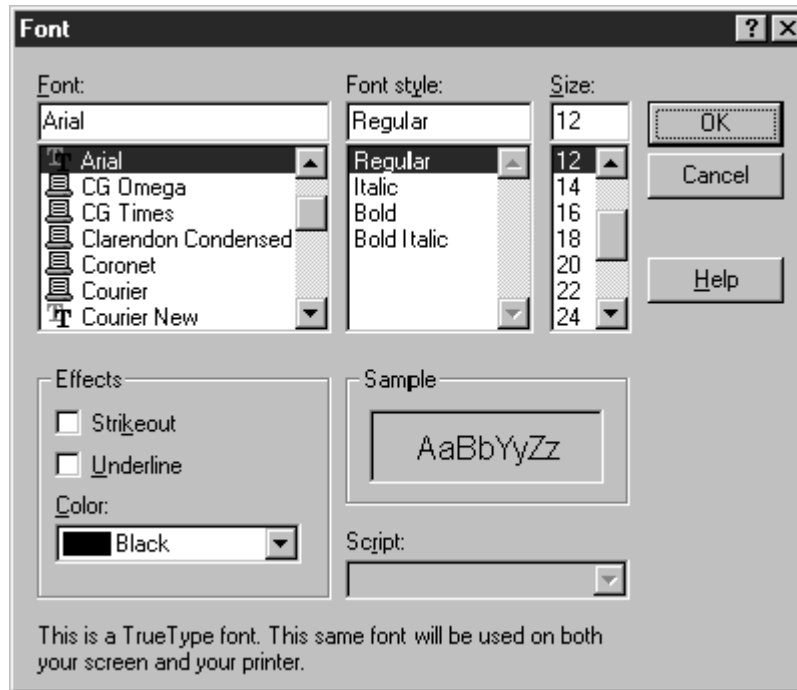 Font
Font:
Font style:
Size:
Arial
Regular
12
OK
Arial
CG Omega
CG Times
Clarendon Condensed
Coronet
Courier
Courier New
Regular
Italic
Bold
Bold Italic
12
14
16
18
20
22
24
Cancel
Help
Effects
Strikeout
Underline
Color:
Black
Sample
AaBbYyZz
Script:
This is a TrueType font. This same font will be used on both
your screen and your printer.